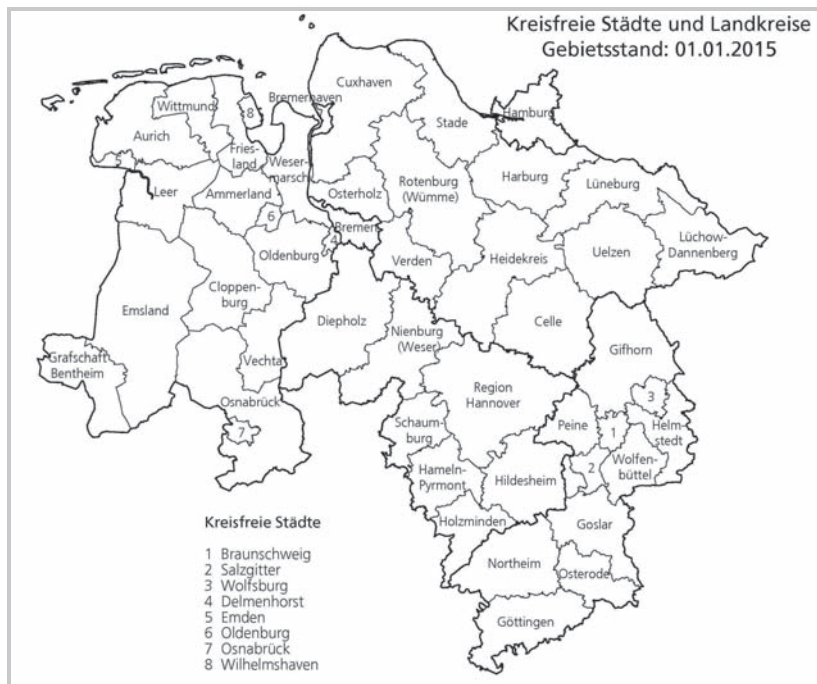 Kreisfreie Städte und Landkreise
Gebietsstand: 01.01.2015
Cuxhaven
Bremerhaven
Wittmund
8
Hamburg
Stade
Aurich
5
Fries-
land
Weser-
marsch
Leer
Ammerland
Osterholz
Rotenburg
(Wümme)
Harburg
Lüneburg
6
Bremen
4
Oldenburg
Verden
Heidekreis
Uelzen
Lüchow-
Dannenberg
Cloppen-
burg
Emsland
Diepholz
Nienburg
(Weser)
Celle
Gifhorn
Grafschaft
Bentheim
Vechta
Region
Hannover
Osnabrück
7
3
Schaum-
burg
Peine
1
Helm-
stedt
Hameln-
Pyrmont
Hildesheim
2
Wolfen-
büttel
Holzminden
Goslar
Northeim
Osterode
Göttingen
Kreisfreie Städte
1 Braunschweig
2 Salzgitter
3 Wolfsburg
4 Delmenhorst
5 Emden
6 Oldenburg
7 Osnabrück
8 Wilhelmshaven